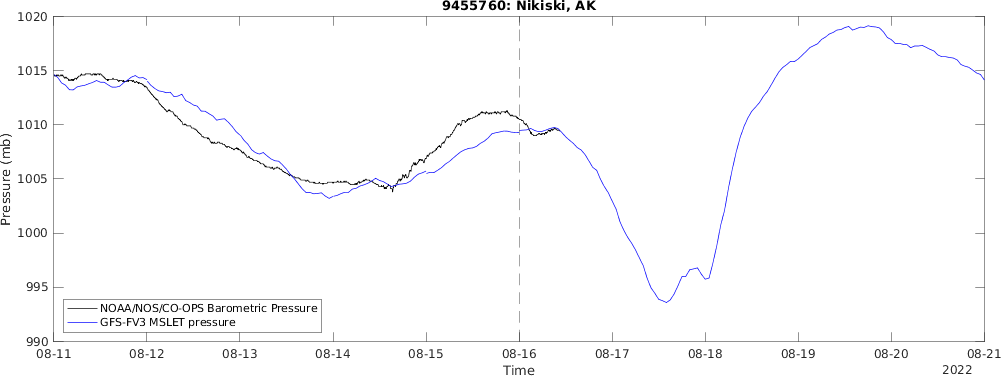 9455760: Nikiski, AK
Pressure (mb)
1020
1015
1010
1005
1000
995
990
NOAA/NOS/CO-OPS Barometric Pressure
GFS-FV3 MSLET pressure
08-11 08-12 08-13 08-14 08-15 08-16 08-17 08-18 08-19 08-20 08-21
Time
2022